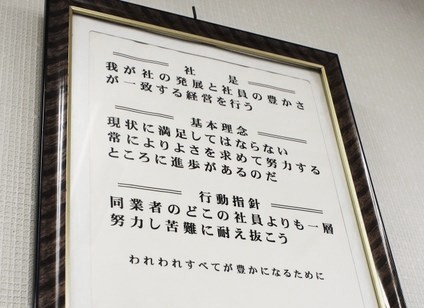 社是
我が社の発展と社員の豊かさ
が一致する経営を行う
基本理念
現状に満足してはならない
常によりよさを求めて努力する
ところに進歩があるのだ
行動指針
同業者のどこの社員よりも一層
努力し苦難に耐え抜こう
われわれすべてが豊かになるために